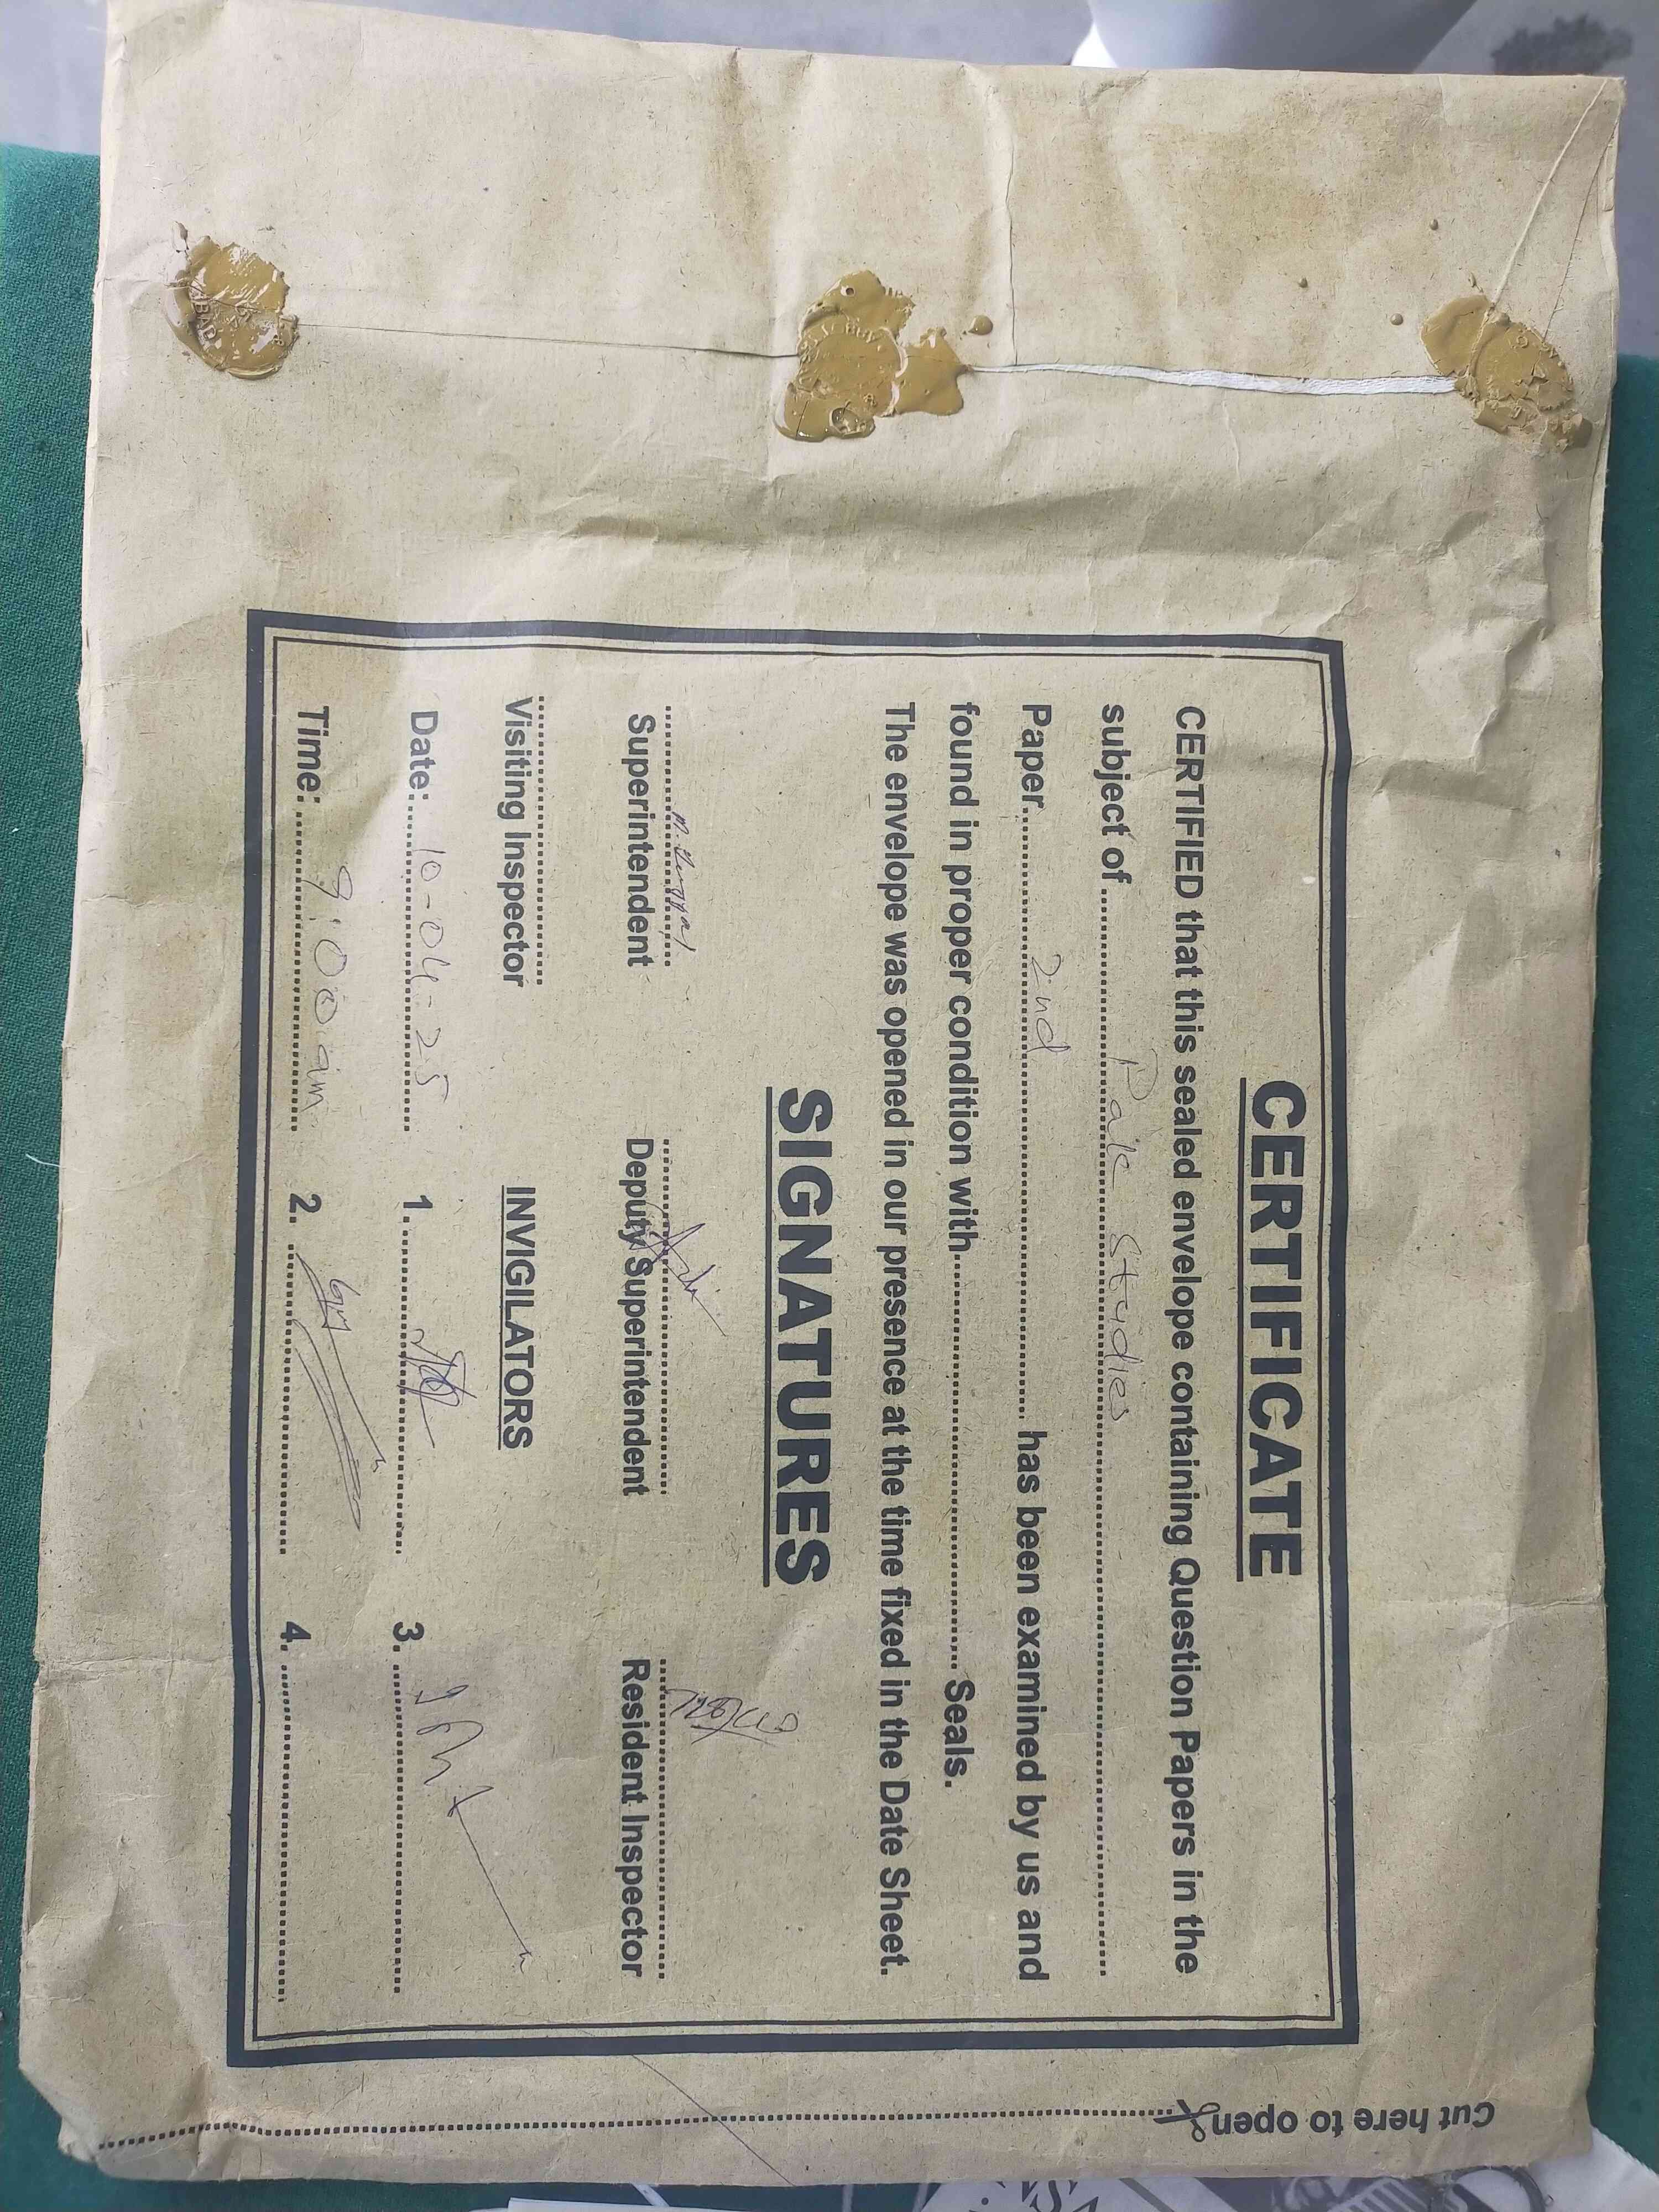 CERTIFICATE
CERTIFIED that this sealed envelope containing Question Papers in the
subject of .......... Pak studies ..........
Paper .......... 2nd .......... has been examined by us and
found in proper condition with .......... Seals.
The envelope was opened in our presence at the time fixed in the Date Sheet.
SIGNATURES
Superintendent Deputy Superintendent Resident Inspector
Visiting Inspector INVIGILATORS
Date: 10-04-25 1. .......... 3. ..........
Time: 9:00 am 2. .......... 4. ..........
Cut here to open